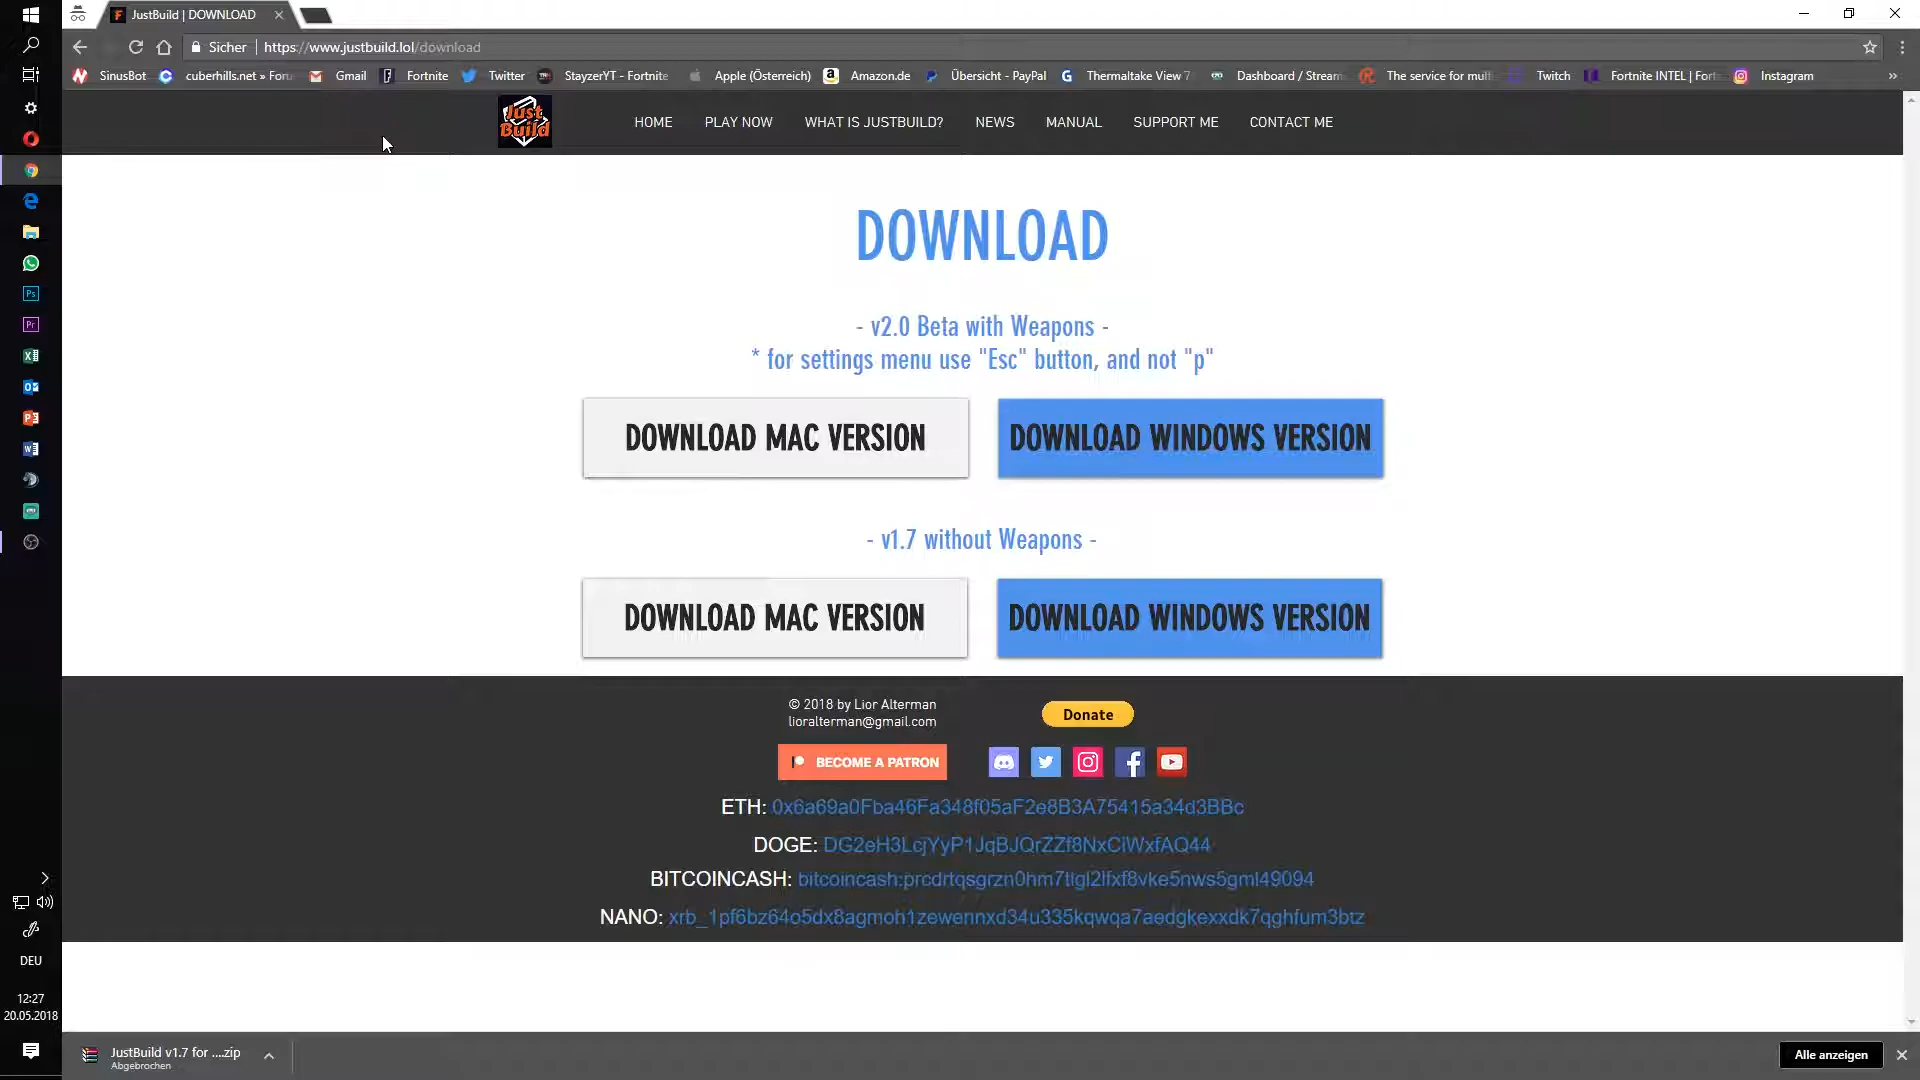 JustBuild | DOWNLOAD
Sicher
https://www.justbuild.lol/download
SinusBot
cuberhills.net » Foru
Gmail
Fortnite
Twitter
StayzerYT - Fortnite
Apple (Österreich)
Amazon.de
Übersicht - PayPal
Thermaltake View 7
Dashboard / Stream
The service for mult
Twitch
Fortnite INTEL | Fort
Instagram
Just Build
HOME
PLAY NOW
WHAT IS JUSTBUILD?
NEWS
MANUAL
SUPPORT ME
CONTACT ME
DOWNLOAD
- v2.0 Beta with Weapons -
* for settings menu use "Esc" button, and not "p"
DOWNLOAD MAC VERSION
DOWNLOAD WINDOWS VERSION
- v1.7 without Weapons -
DOWNLOAD MAC VERSION
DOWNLOAD WINDOWS VERSION
© 2018 by Lior Alterman
lioralterman@gmail.com
Donate
BECOME A PATRON
ETH: 0x6a69a0Fba46Fa348f05aF2e8B3A75415a34d3BBc
DOGE: DG2eH3LcjYyP1JqBJQrZZf8NxCiWxfAQ44
BITCOINCASH:
NANO:
DEU
12:27
20.05.2018
JustBuild v1.7 for ....zip
Abgebrochen
Alle anzeigen